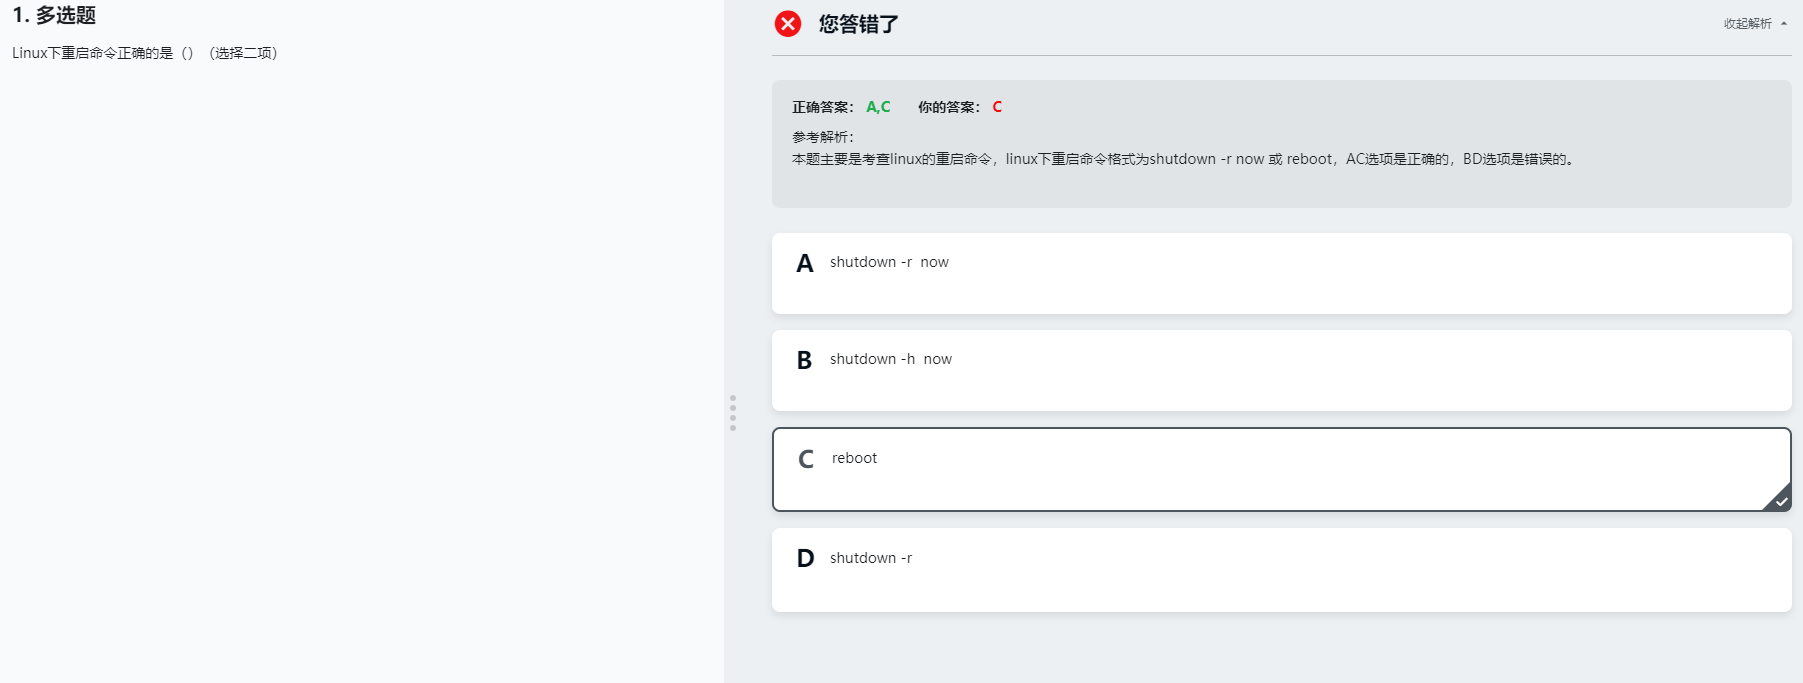 1. 多选题
Linux下重启命令正确的是（）（选择二项）
您答错了
收起解析
正确答案： A,C 你的答案： C
参考解析：
本题主要是考查linux的重启命令，linux下重启命令格式为shutdown -r now 或 reboot，AC选项是正确的，BD选项是错误的。
A shutdown -r  now
B shutdown -h  now
C reboot
D shutdown -r